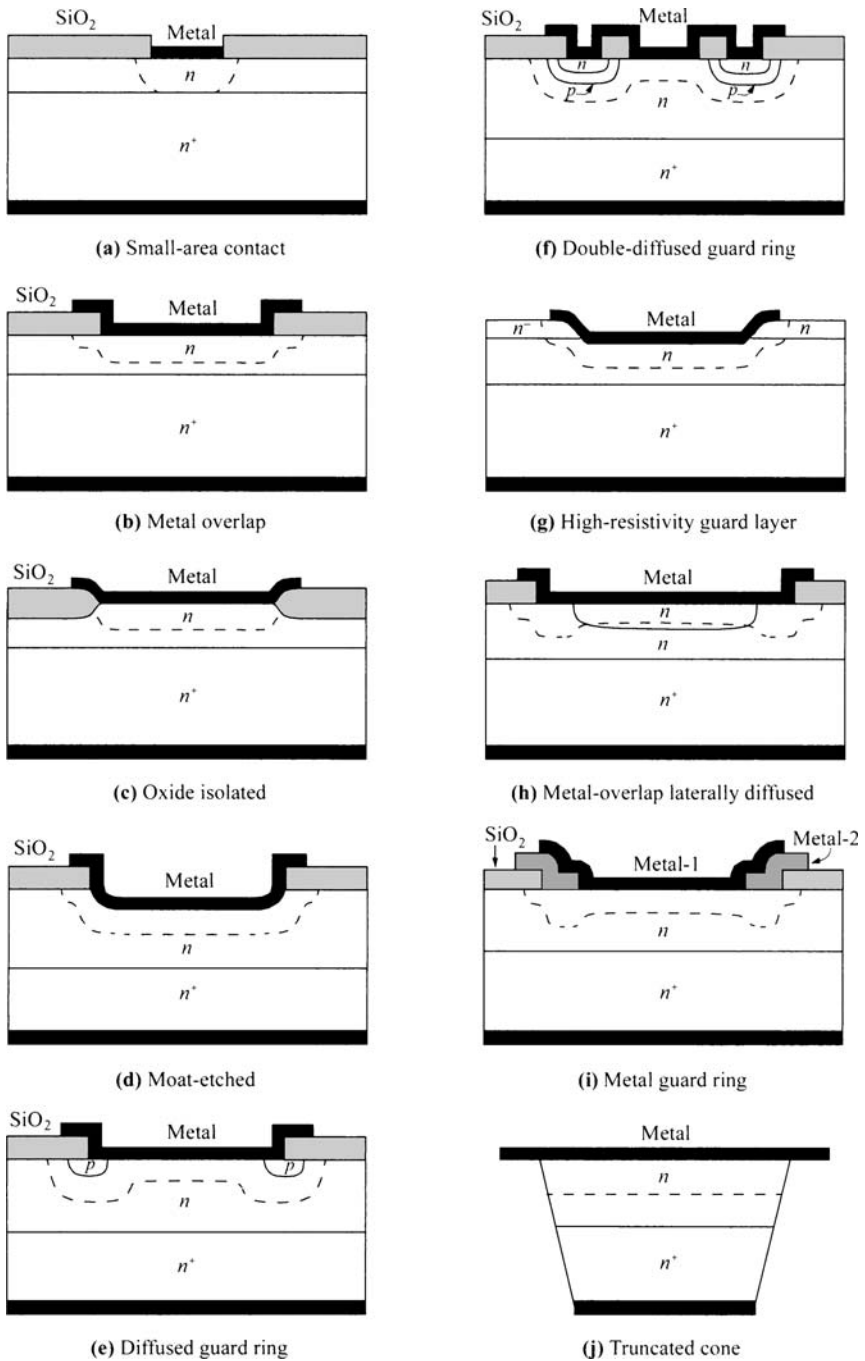 SiO2
Metal
n
n+
(a) Small-area contact
SiO2
Metal
n
n+
(b) Metal overlap
SiO2
Metal
n
n+
(c) Oxide isolated
SiO2
Metal
n
n+
(d) Moat-etched
SiO2
Metal
p
p
n
n+
(e) Diffused guard ring
SiO2
Metal
n
n
p
n
p
n+
(f) Double-diffused guard ring
Metal
n−
n
n
n+
(g) High-resistivity guard layer
Metal
n
n
n+
(h) Metal-overlap laterally diffused
SiO2
Metal-2
Metal-1
n
n+
(i) Metal guard ring
Metal
n
n+
(j) Truncated cone